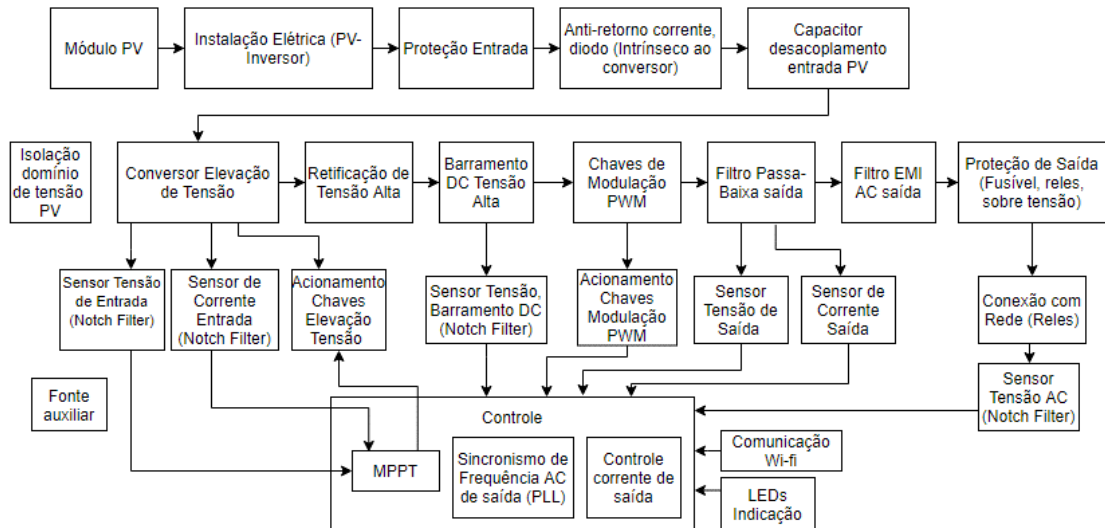 Módulo PV
Instalação Elétrica (PV-
Inversor)
Proteção Entrada
Anti-retorno corrente,
diodo (Intrínseco ao
conversor)
Capacitor
desacoplamento
entrada PV
Isolação
domínio
de tensão
PV
Conversor Elevação
de Tensão
Retificação de
Tensão Alta
Barramento
DC Tensão
Alta
Chaves de
Modulação
PWM
Filtro Passa-
Baixa saída
Filtro EMI
AC saída
Proteção de Saída
(Fusível, reles,
sobre tensão)
Sensor Tensão
de Entrada
(Notch Filter)
Sensor de
Corrente
Entrada
(Notch Filter)
Acionamento
Chaves
Elevação
Tensão
Sensor Tensão,
Barramento DC
(Notch Filter)
Acionamento
Chaves
Modulação
PWM
Sensor
Tensão de
Saída
Sensor de
Corrente
Saída
Conexão com
Rede (Reles)
Fonte
auxiliar
Sensor
Tensão AC
(Notch Filter)
Controle
MPPT
Sincronismo de
Frequência AC
de saída (PLL)
Controle
corrente de
saída
Comunicação
Wi-fi
LEDs
Indicação